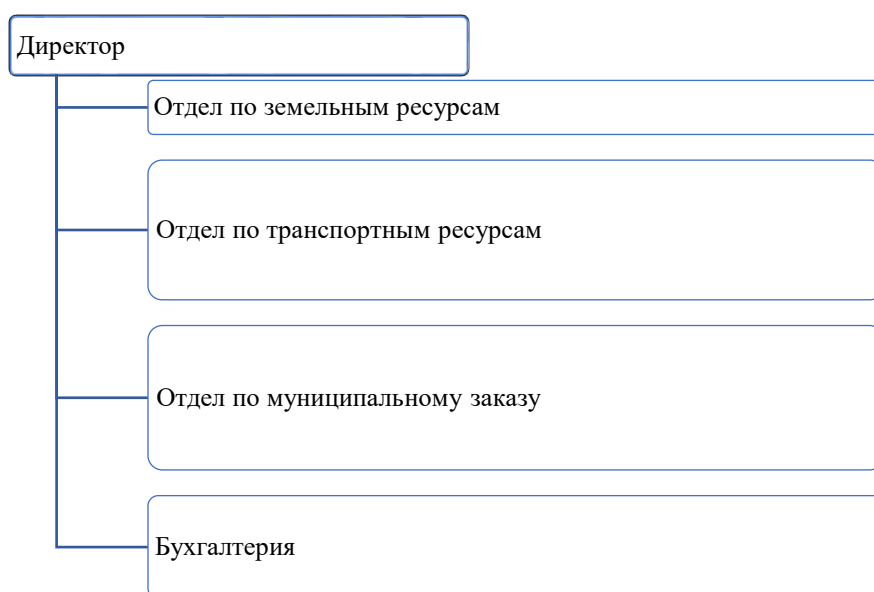 Директор
Отдел по земельным ресурсам
Отдел по транспортным ресурсам
Отдел по муниципальному заказу
Бухгалтерия